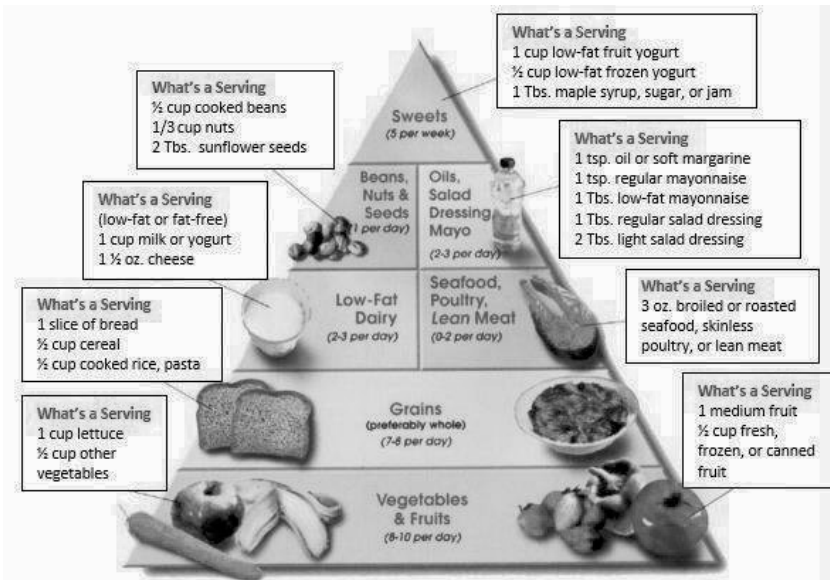 What's a Serving
1 cup low-fat fruit yogurt
½ cup low-fat frozen yogurt
1 Tbs. maple syrup, sugar, or jam
What's a Serving
½ cup cooked beans
1/3 cup nuts
2 Tbs. sunflower seeds
Sweets
(5 per week)
What's a Serving
1 tsp. oil or soft margarine
1 tsp. regular mayonnaise
1 Tbs. low-fat mayonnaise
1 Tbs. regular salad dressing
2 Tbs. light salad dressing
Beans,
Nuts &
Seeds
(1 per day)
Oils,
Salad
Dressing,
Mayo
(2-3 per day)
What's a Serving
(low-fat or fat-free)
1 cup milk or yogurt
1 ½ oz. cheese
Low-Fat
Dairy
(2-3 per day)
Seafood,
Poultry,
Lean Meat
(0-2 per day)
What's a Serving
3 oz. broiled or roasted
seafood, skinless
poultry, or lean meat
What's a Serving
1 slice of bread
½ cup cereal
½ cup cooked rice, pasta
Grains
(preferably whole)
(7-8 per day)
What's a Serving
1 cup lettuce
½ cup other
vegetables
What's a Serving
1 medium fruit
½ cup fresh,
frozen, or canned
fruit
Vegetables
& Fruits
(8-10 per day)